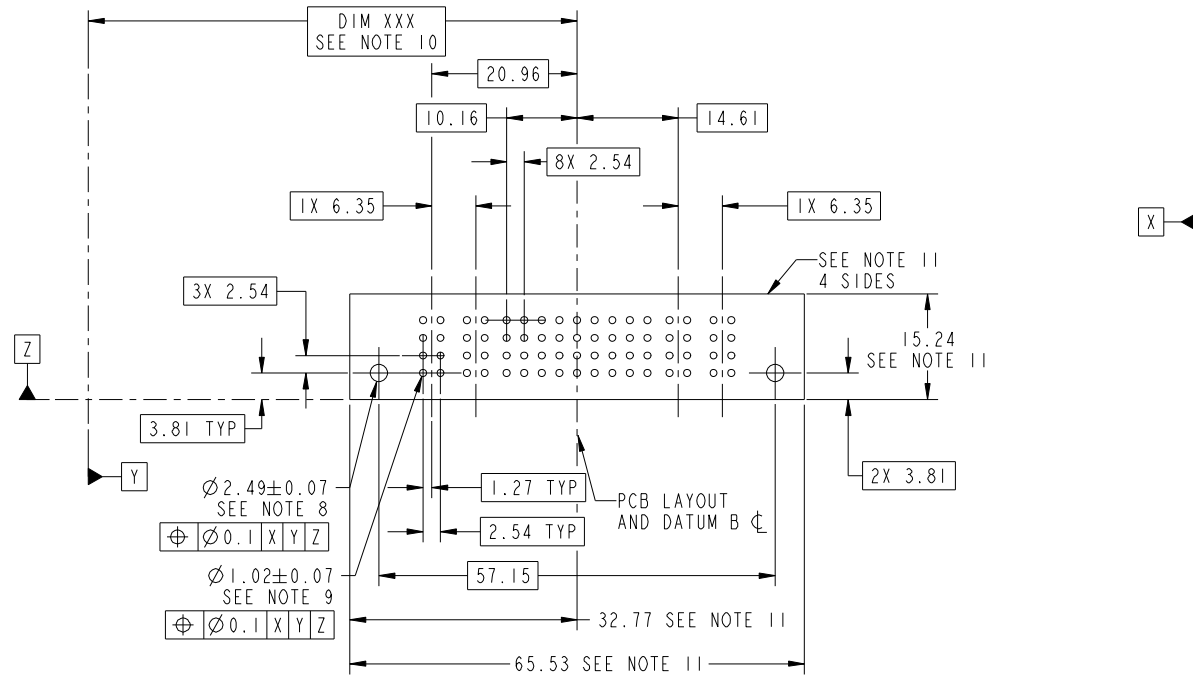 DIM XXX
SEE NOTE 10
20.96
10.16
14.61
8X 2.54
1X 6.35
1X 6.35
X
SEE NOTE 11
4 SIDES
3X 2.54
15.24
SEE NOTE 11
Z
3.81 TYP
Y
2X 3.81
Ø2.49±0.07
SEE NOTE 8
⌖ Ø0.1 X Y Z
1.27 TYP
PCB LAYOUT
AND DATUM B ℄
2.54 TYP
Ø1.02±0.07
SEE NOTE 9
⌖ Ø0.1 X Y Z
57.15
32.77 SEE NOTE 11
65.53 SEE NOTE 11